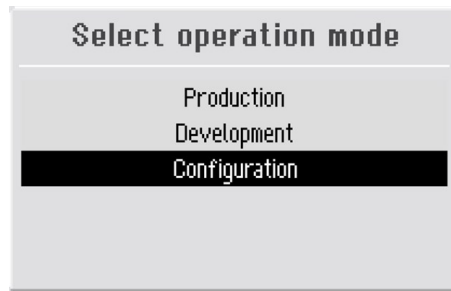 Select operation mode
Production
Development
Configuration